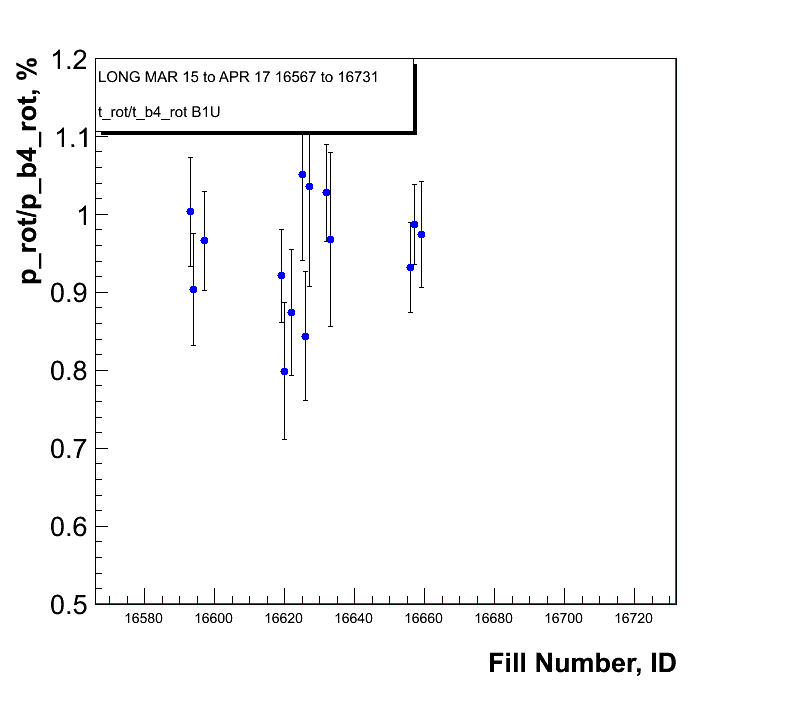 LONG MAR 15 to APR 17 16567 to 16731
t_rot/t_b4_rot B1U
p_rot/p_b4_rot, %
1.2
1.1
1
0.9
0.8
0.7
0.6
0.5
16580 16600 16620 16640 16660 16680 16700 16720
Fill Number, ID